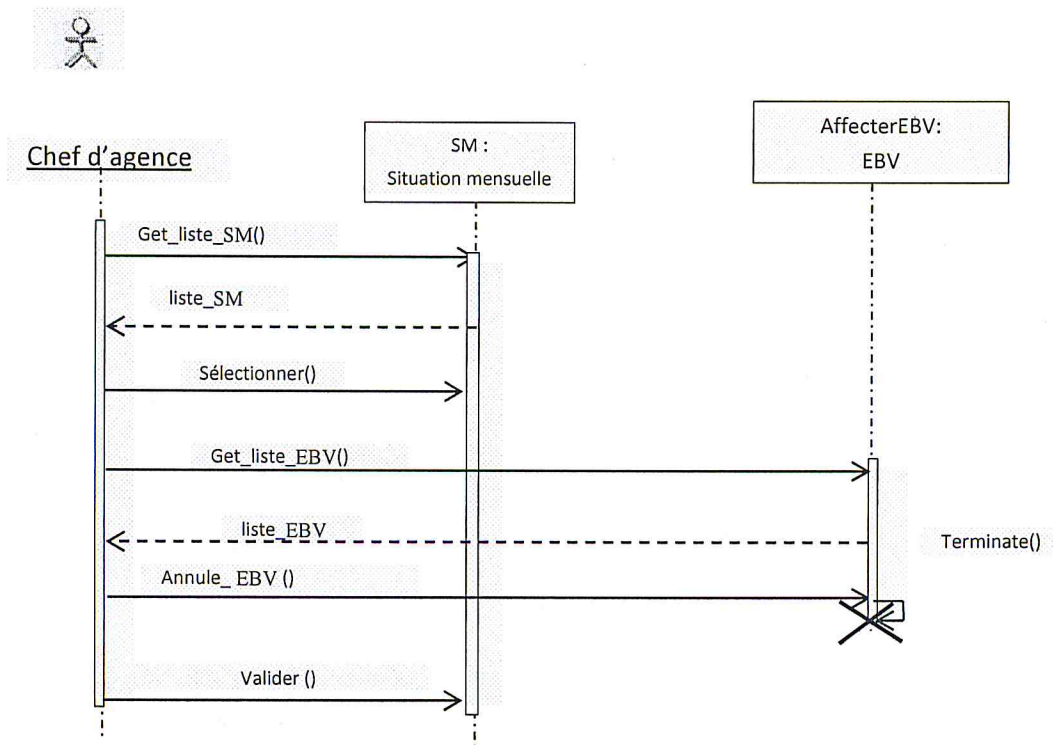 Chef d'agence
SM :
Situation mensuelle
AffecterEBV:
EBV
Get_liste_SM()
liste_SM
Sélectionner()
Get_liste_EBV()
liste_EBV
Terminate()
Annule_ EBV ()
Valider ()